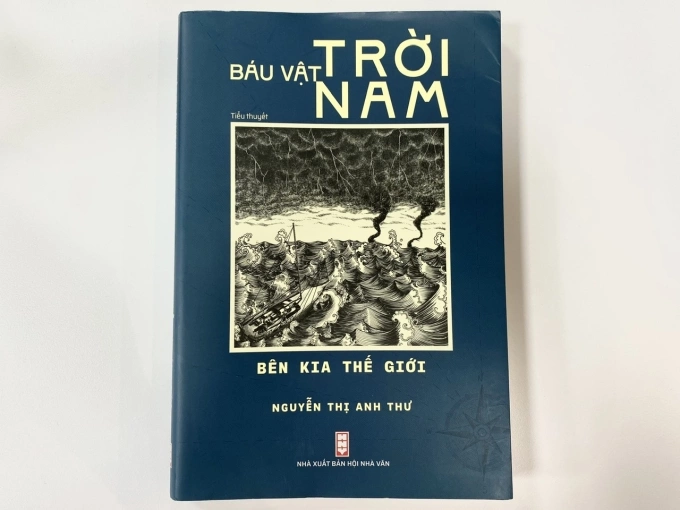 BÁU VẬT TRỜI
NAM
Tiểu thuyết
BÊN KIA THẾ GIỚI
NGUYỄN THỊ ANH THƯ
NHÀ XUẤT BẢN HỘI NHÀ VĂN